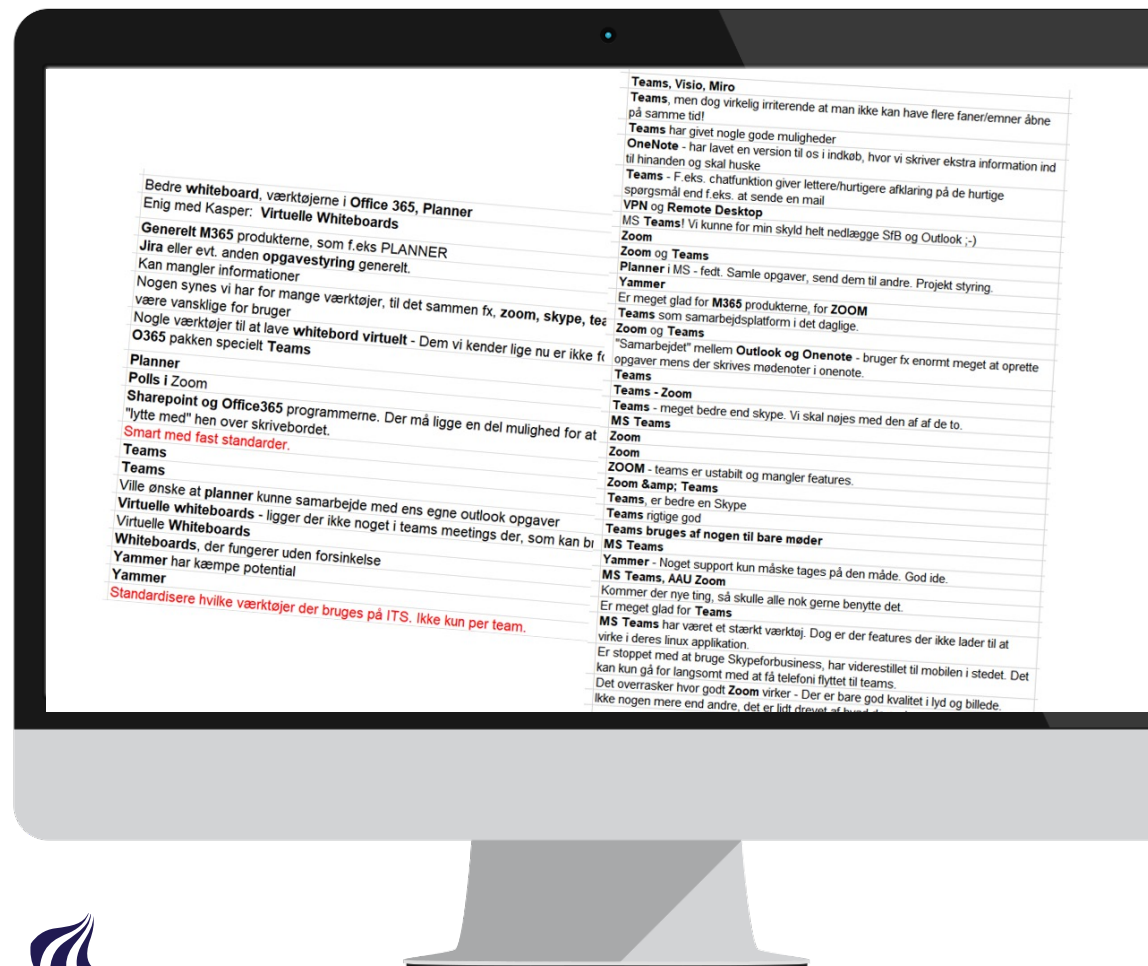 Bedre whiteboard, værktøjerne i Office 365, Planner
Enig med Kasper: Virtuelle Whiteboards
Generelt M365 produkterne, som f.eks PLANNER
Jira eller evt. anden opgavestyring generelt.
Kan mangler informationer
Nogen synes vi har for mange værktøjer, til det sammen fx, zoom, skype,
være vansklige for bruger
Nogle værktøjer til at lave whitebord virtuelt - Dem vi kender lige nu er ikke
O365 pakken specielt Teams
Planner
Polls i Zoom
Sharepoint og Office365 programmerne. Der må ligge en del mulighed for at
"lytte med" hen over skrivebordet.
Smart med fast standarder.
Teams
Teams
Ville ønske at planner kunne samarbejde med ens egne outlook opgaver
Virtuelle whiteboards - ligger der ikke noget i teams meetings der, som kan
Virtuelle Whiteboards
Whiteboards, der fungerer uden forsinkelse
Yammer har kæmpe potential
Yammer
Standardisere hvilke værktøjer der bruges på ITS. Ikke kun per team.
Teams, Visio, Miro
Teams, men dog virkelig irriterende at man ikke kan have flere faner/emner åbne
på samme tid!
Teams har givet nogle gode muligheder
OneNote - har lavet en version til os i indkøb, hvor vi skriver ekstra information ind
til hinanden og skal huske
Teams - F.eks. chatfunktion giver lettere/hurtigere afklaring på de hurtige
spørgsmål end f.eks. at sende en mail
VPN og Remote Desktop
MS Teams! Vi kunne for min skyld helt nedlægge SfB og Outlook ;-)
Zoom
Zoom og Teams
Planner i MS - fedt. Samle opgaver, send dem til andre. Projekt styring.
Yammer
Er meget glad for M365 produkterne, for ZOOM
Teams som samarbejdsplatform i det daglige.
Zoom og Teams
"Samarbejdet" mellem Outlook og Onenote - bruger fx enormt meget at oprette
opgaver mens der skrives mødenoter i onenote.
Teams
Teams - Zoom
Teams - meget bedre end skype. Vi skal nøjes med den af af de to.
MS Teams
Zoom
Zoom
ZOOM - teams er ustabilt og mangler features.
Zoom &amp; Teams
Teams, er bedre en Skype
Teams rigtige god
Teams bruges af nogen til bare møder
MS Teams
Yammer - Noget support kun måske tages på den måde. God ide.
MS Teams, AAU Zoom
Kommer der nye ting, så skulle alle nok gerne benytte det.
Er meget glad for Teams
MS Teams har været et stærkt værktøj. Dog er der features der ikke lader til at
virke i deres linux applikation.
Er stoppet med at bruge Skypeforbusiness, har viderestillet til mobilen i stedet. Det
kan kun gå for langsomt med at få telefoni flyttet til teams.
Det overrasker hvor godt Zoom virker - Der er bare god kvalitet i lyd og billede.
Ikke nogen mere end andre, det er lidt drevet af